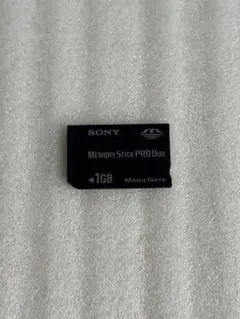 SONY
MEMORY STICK PRO DUO
1GB
MAGICGATE